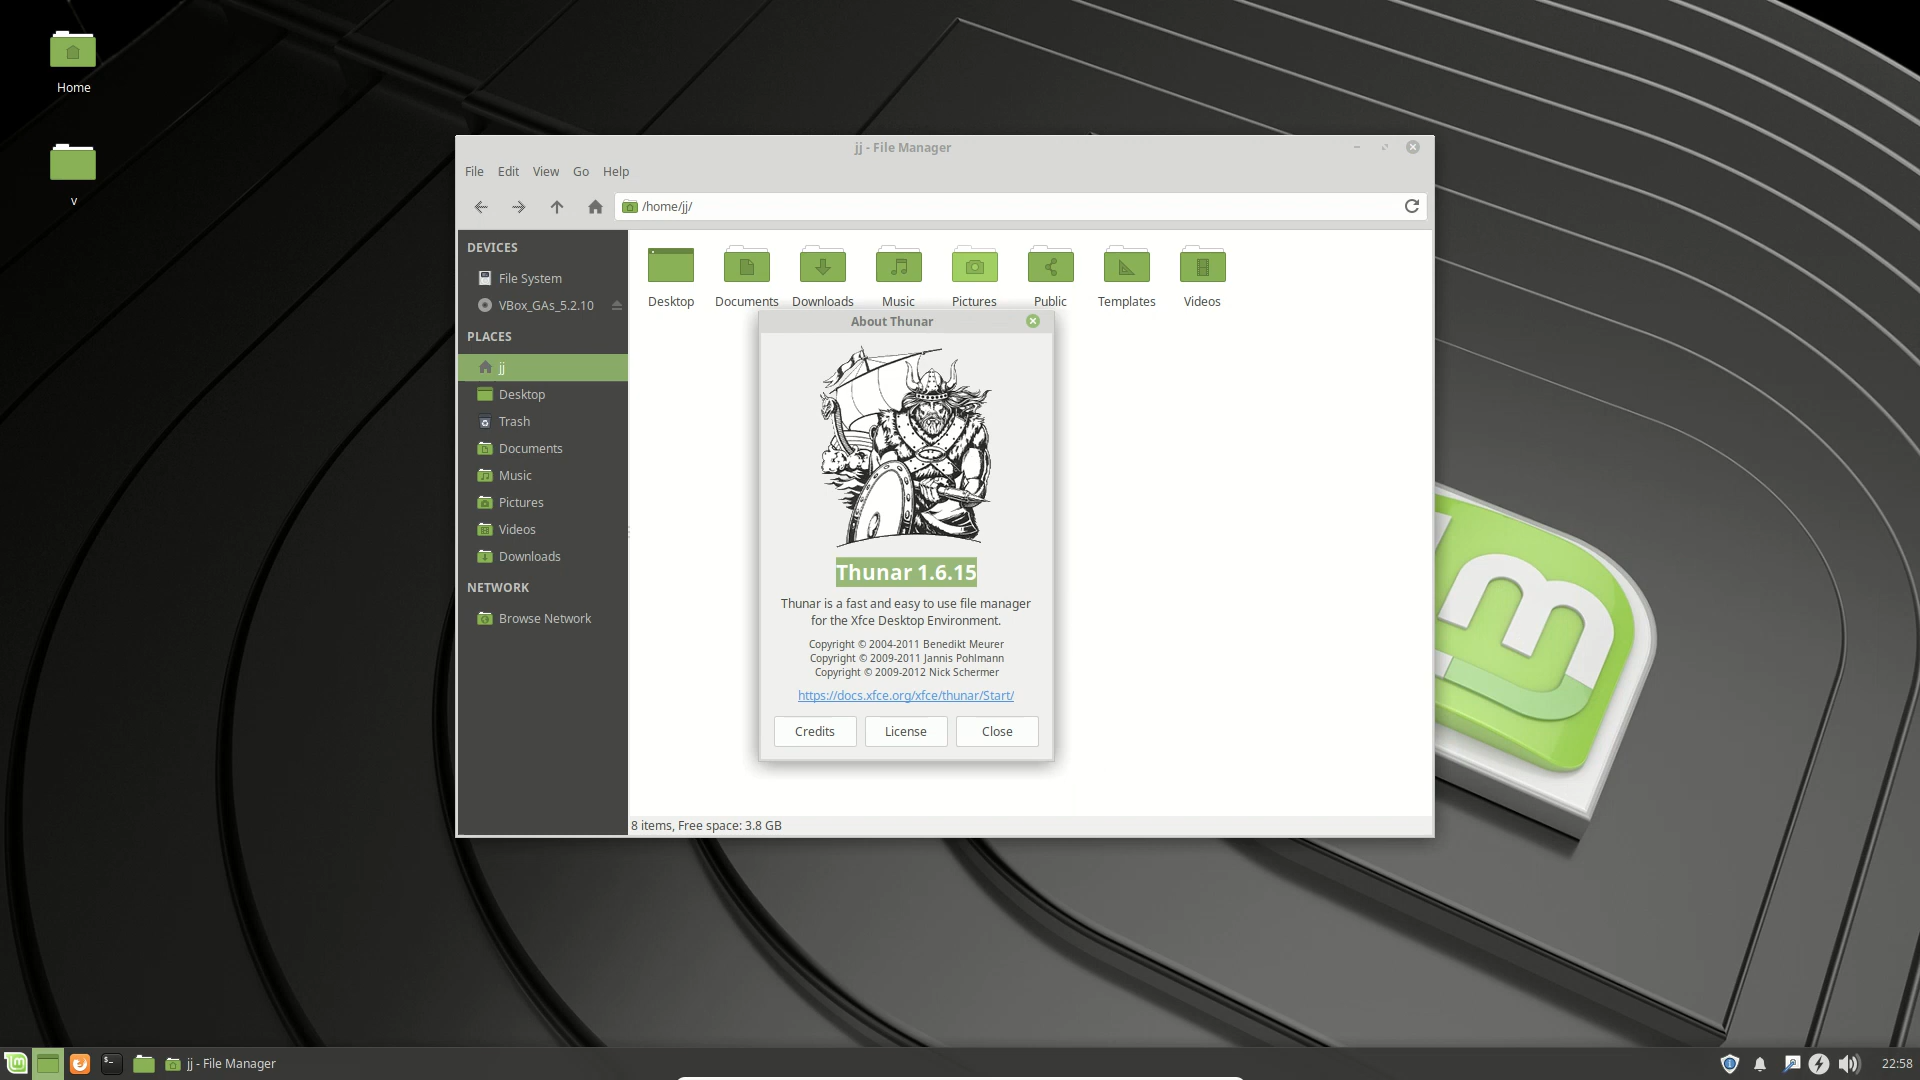 Home
v
jj - File Manager
File Edit View Go Help
/home/jj/
DEVICES
File System
VBox_GAs_5.2.10
PLACES
jj
Desktop
Trash
Documents
Music
Pictures
Videos
Downloads
NETWORK
Browse Network
Desktop Documents Downloads Music Pictures Public Templates Videos
About Thunar
Thunar 1.6.15
Thunar is a fast and easy to use file manager
for the Xfce Desktop Environment.
Copyright © 2004-2011 Benedikt Meurer
Copyright © 2009-2011 Jannis Pohlmann
Copyright © 2009-2012 Nick Schermer
https://docs.xfce.org/xfce/thunar/Start/
Credits License Close
8 items, Free space: 3.8 GB
jj - File Manager
22:58